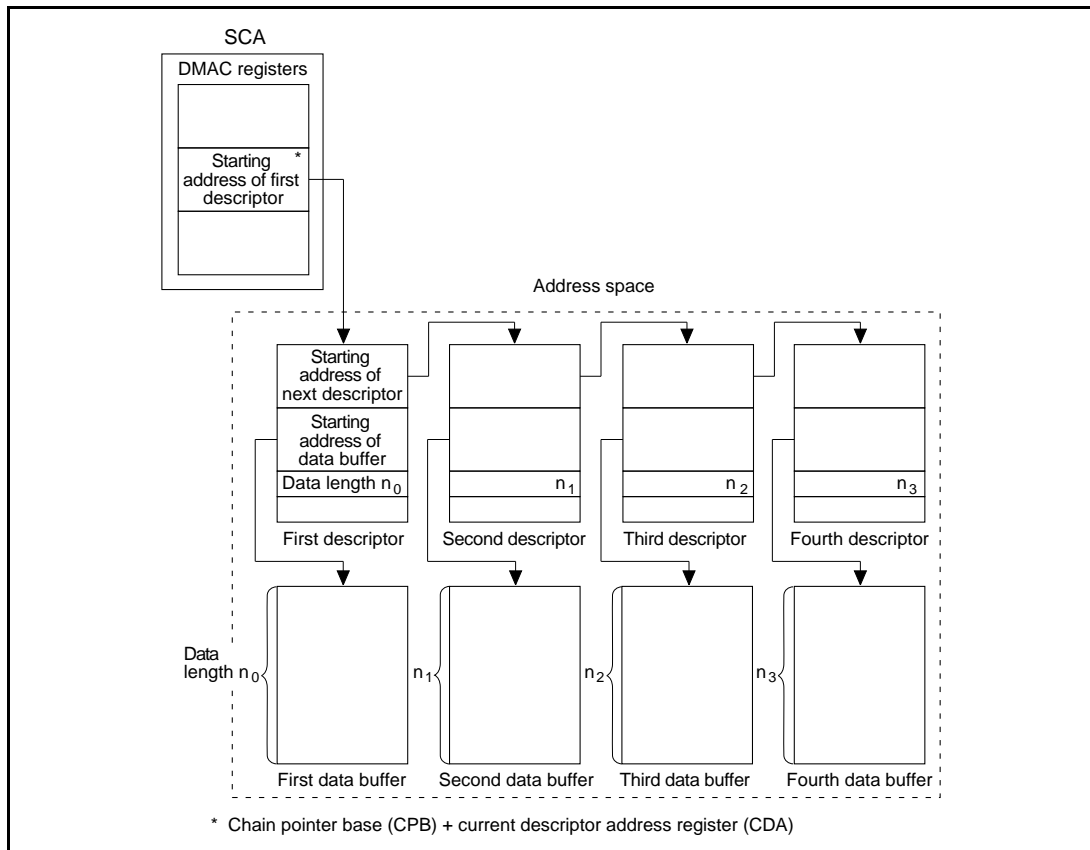 SCA
DMAC registers
Starting *
address of first
descriptor
Address space
Starting
address of
next descriptor
Starting
address of
data buffer
Data length n0
n1
n2
n3
First descriptor
Second descriptor
Third descriptor
Fourth descriptor
Data
length n0
n1
n2
n3
First data buffer
Second data buffer
Third data buffer
Fourth data buffer
* Chain pointer base (CPB) + current descriptor address register (CDA)